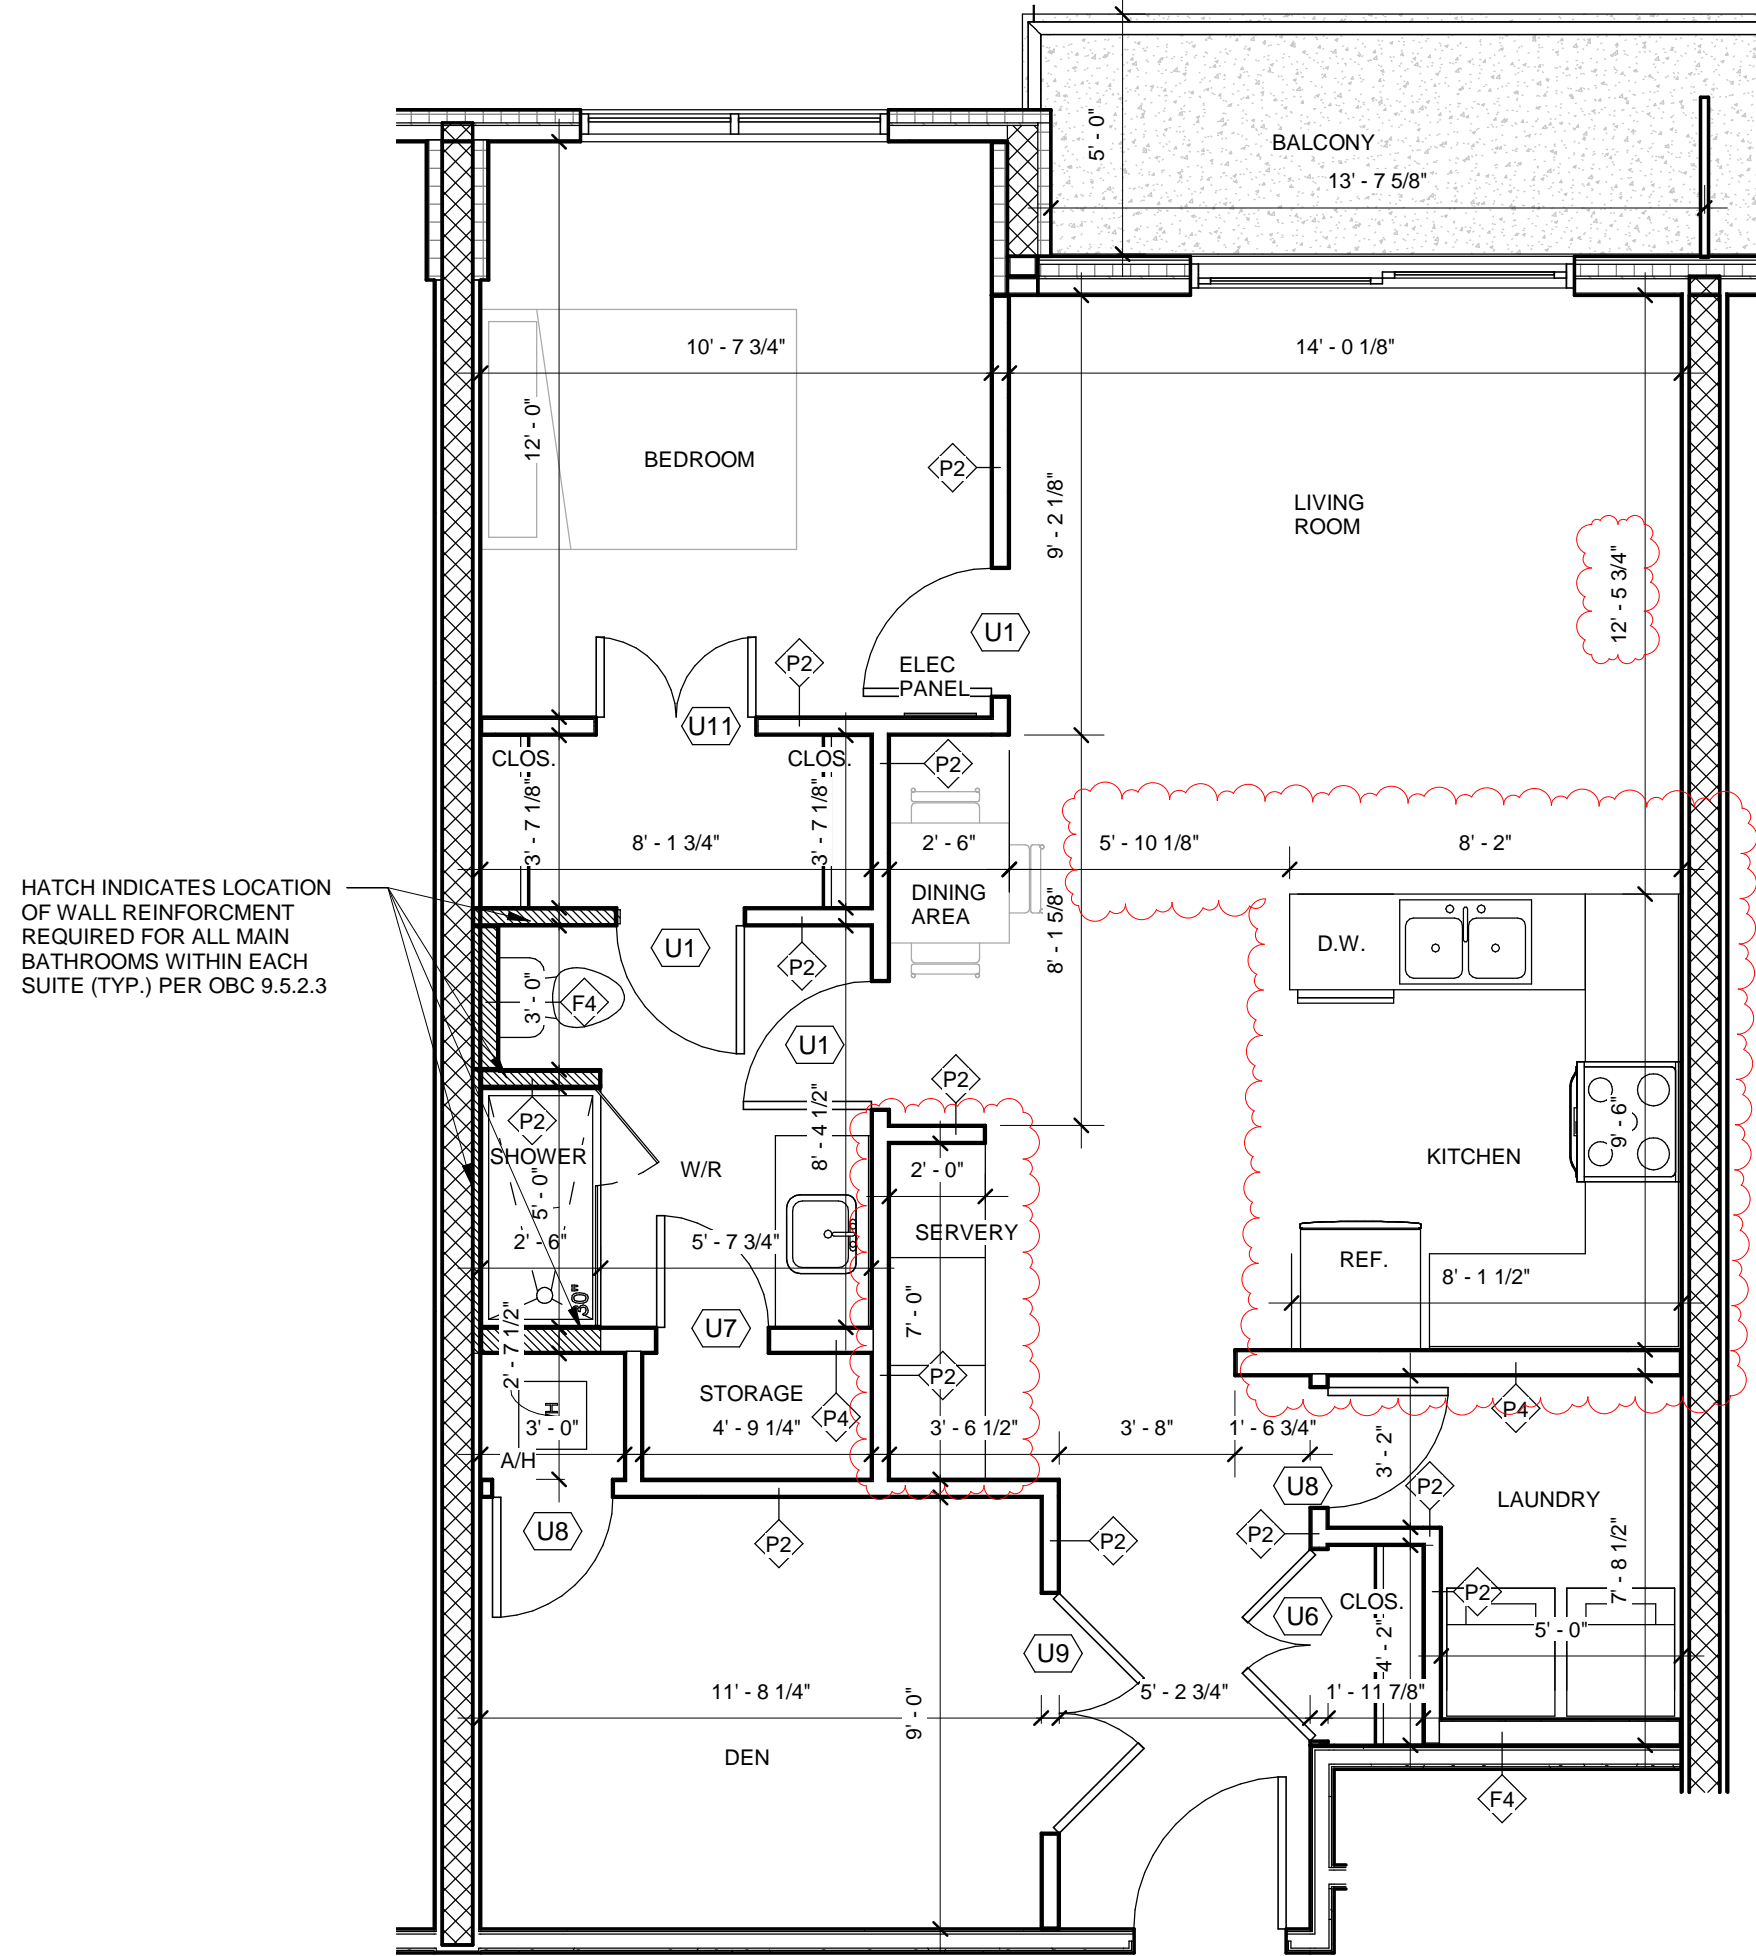 5' - 0"
BALCONY
13' - 7 5/8"
10' - 7 3/4"
14' - 0 1/8"
12' - 0"
BEDROOM
P2
9' - 2 1/8"
LIVING
ROOM
12' - 5 3/4"
U1
P2
ELEC
PANEL
U11
CLOS.
CLOS.
P2
3' - 7 1/8"
3' - 7 1/8"
8' - 1 3/4"
2' - 6"
5' - 10 1/8"
8' - 2"
HATCH INDICATES LOCATION
OF WALL REINFORCMENT
REQUIRED FOR ALL MAIN
BATHROOMS WITHIN EACH
SUITE (TYP.) PER OBC 9.5.2.3
DINING
AREA
8' - 1 5/8"
D.W.
U1
P2
3' - 0"
F4
U1
P2
P2
8' - 4 1/2"
9' - 6"
SHOWER
W/R
2' - 0"
KITCHEN
5' - 0"
2' - 6"
5' - 7 3/4"
SERVERY
REF.
8' - 1 1/2"
30"
7' - 0"
U7
2' - 7 1/2"
P2
STORAGE
H
3' - 0"
4' - 9 1/4"
P4
3' - 6 1/2"
3' - 8"
1' - 6 3/4"
P4
A/H
3' - 2"
U8
P2
LAUNDRY
U8
P2
P2
P2
7' - 8 1/2"
P2
CLOS.
U6
5' - 0"
U9
4' - 2"
11' - 8 1/4"
9' - 0"
5' - 2 3/4"
1' - 11 7/8"
DEN
F4